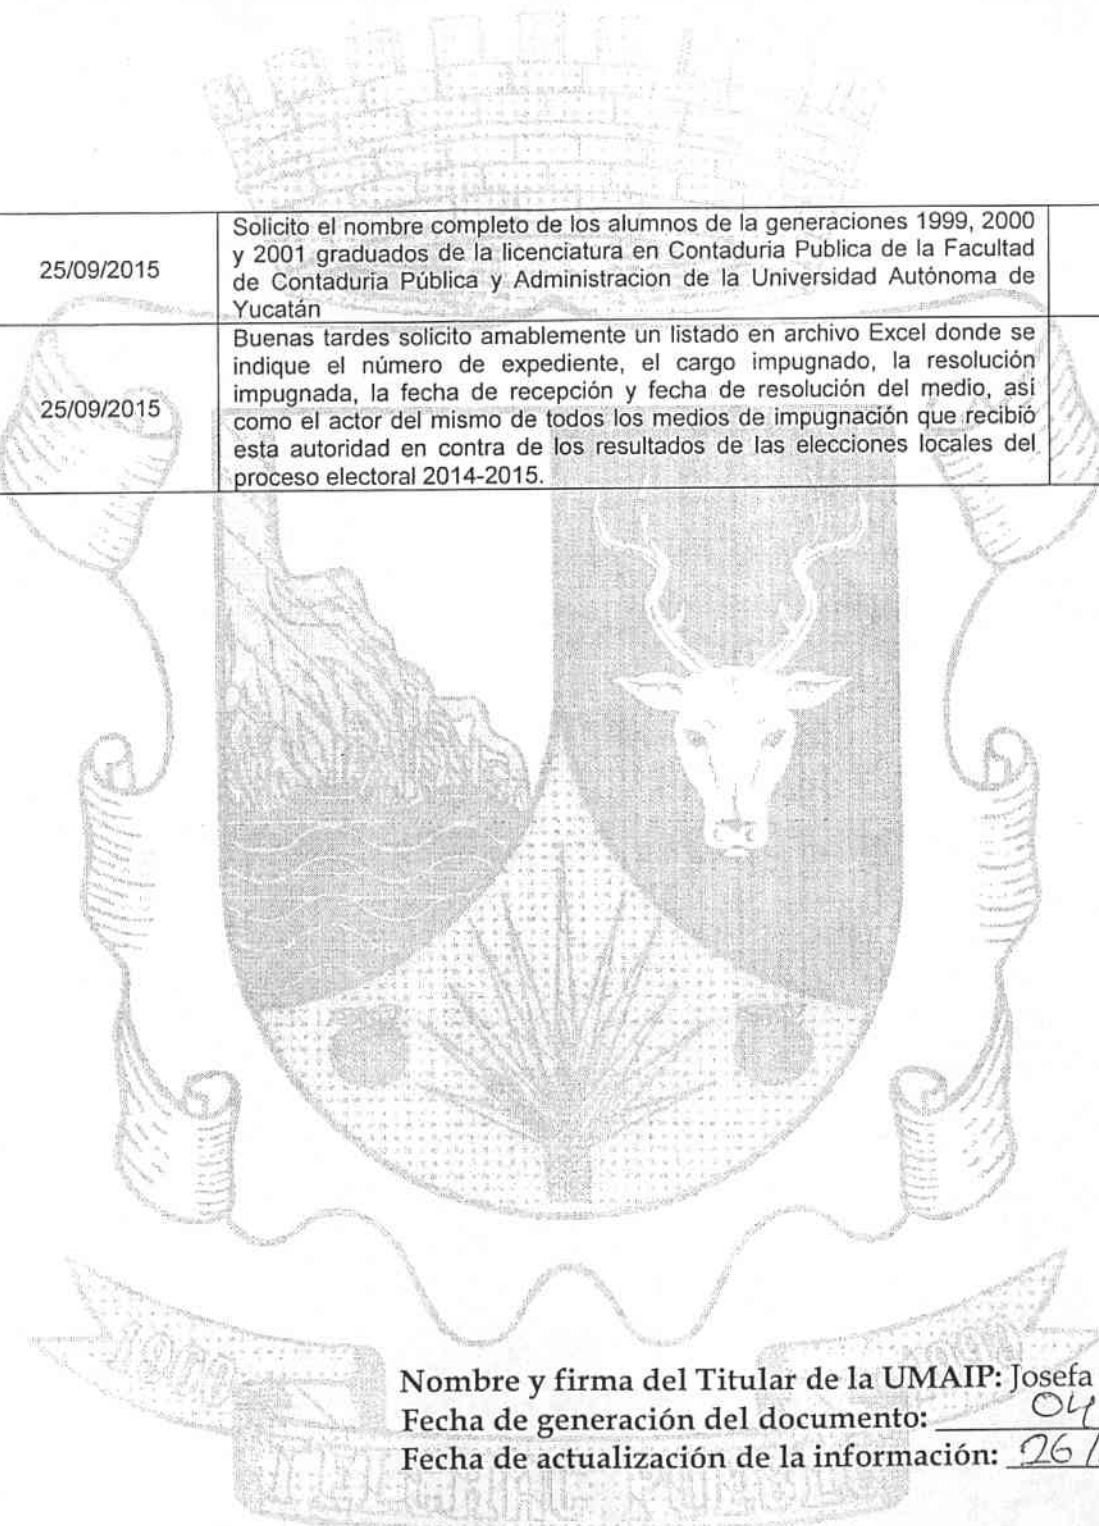 25/09/2015
Solicito el nombre completo de los alumnos de la generaciones 1999, 2000
y 2001 graduados de la licenciatura en Contaduria Publica de la Facultad
de Contaduria Pública y Administracion de la Universidad Autónoma de
Yucatán
25/09/2015
Buenas tardes solicito amablemente un listado en archivo Excel donde se
indique el número de expediente, el cargo impugnado, la resolución
impugnada, la fecha de recepción y fecha de resolución del medio, asi
como el actor del mismo de todos los medios de impugnación que recibió
esta autoridad en contra de los resultados de las elecciones locales del
proceso electoral 2014-2015.
Nombre y firma del Titular de la UMAIP: Josefa
Fecha de generación del documento: 04
Fecha de actualización de la información: 26/